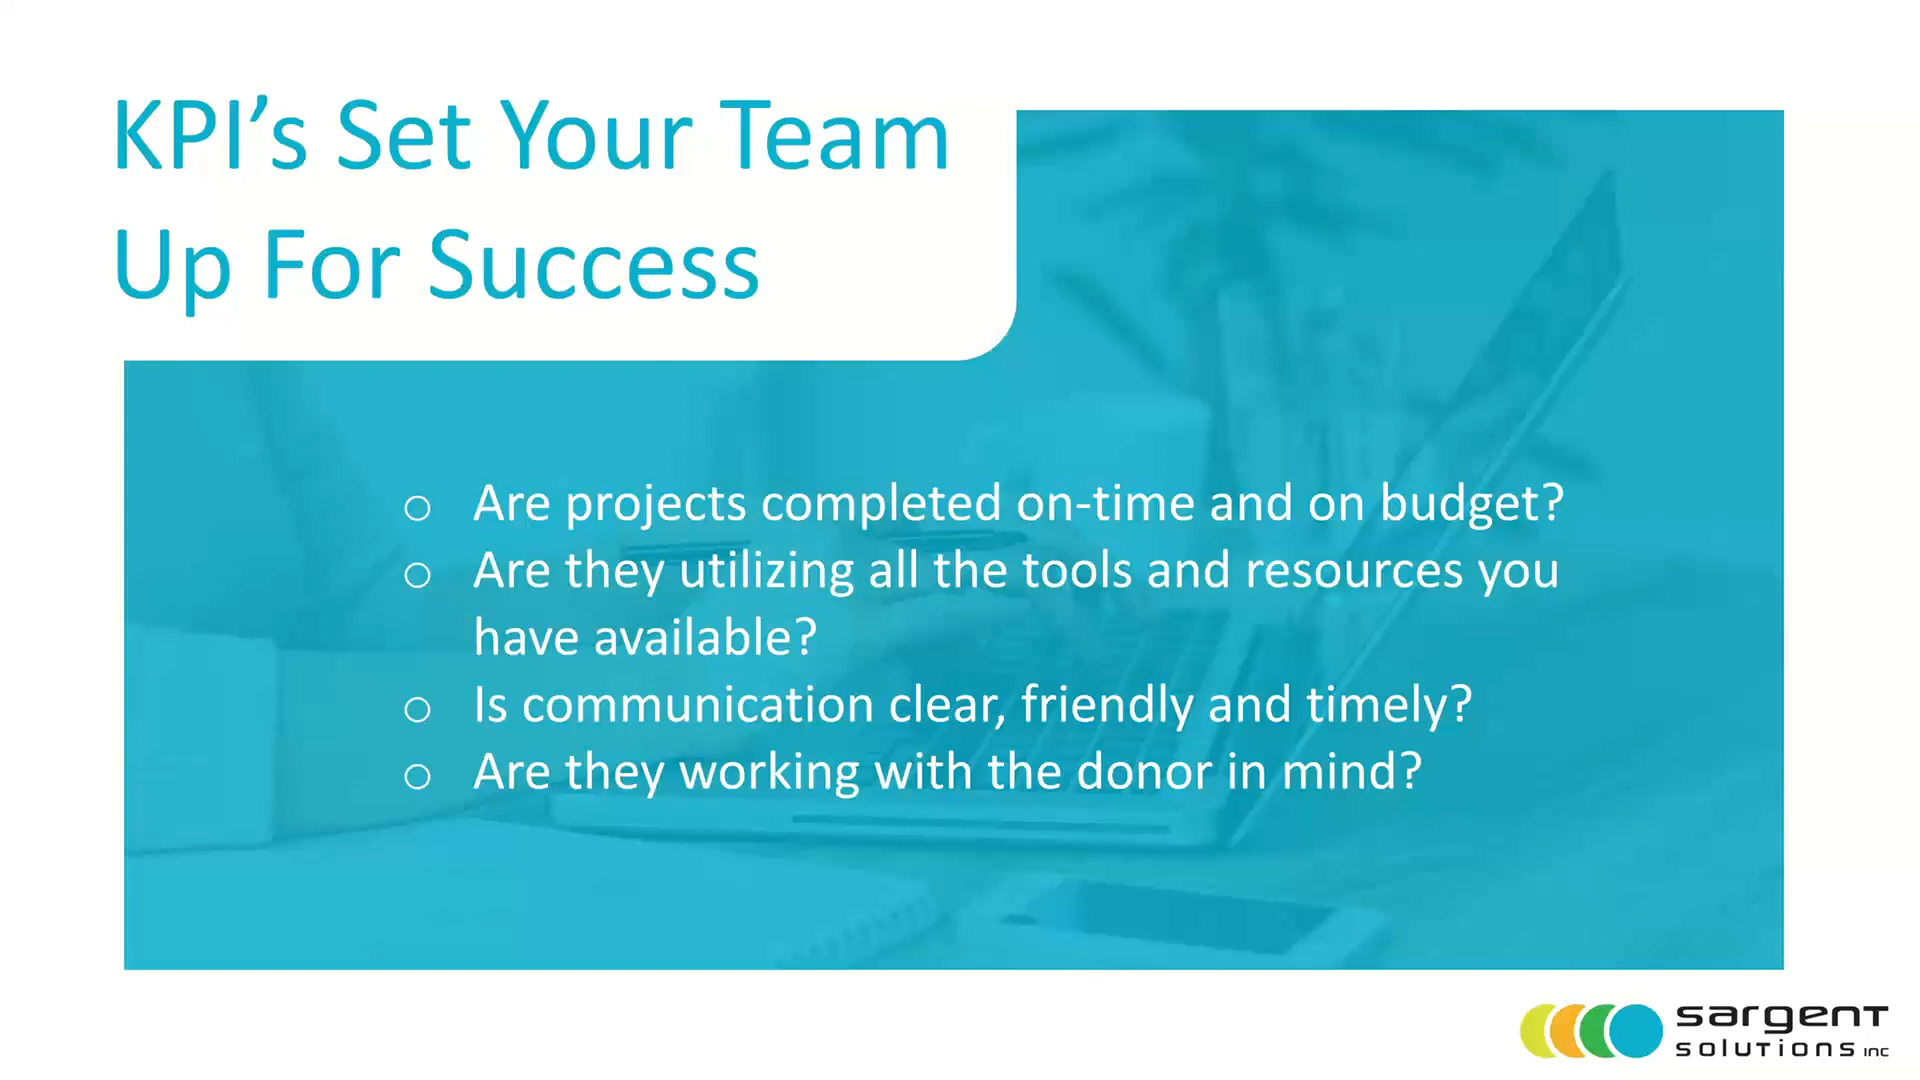 KPI’s Set Your Team
Up For Success
o Are projects completed on-time and on budget?
o Are they utilizing all the tools and resources you
have available?
o Is communication clear, friendly and timely?
o Are they working with the donor in mind?
sargent
solutions inc